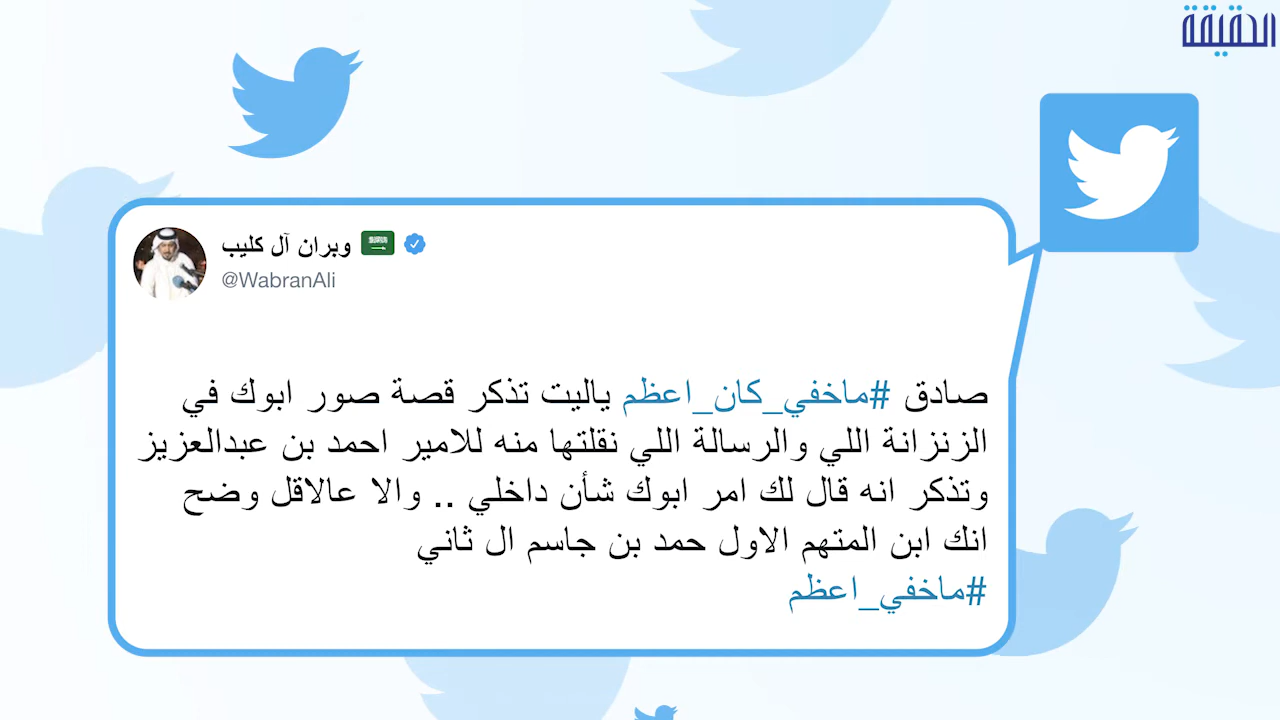 الحقيقة
وبران آل كليب
@WabranAli
صادق #ماخفي_كان_اعظم ياليت تذكر قصة صور ابوك في
الزنزانة اللي والرسالة اللي نقلتها منه للامير احمد بن عبدالعزيز
وتذكر انه قال لك امر ابوك شأن داخلي .. والا عالاقل وضح
انك ابن المتهم الاول حمد بن جاسم ال ثاني
#ماخفي_اعظم